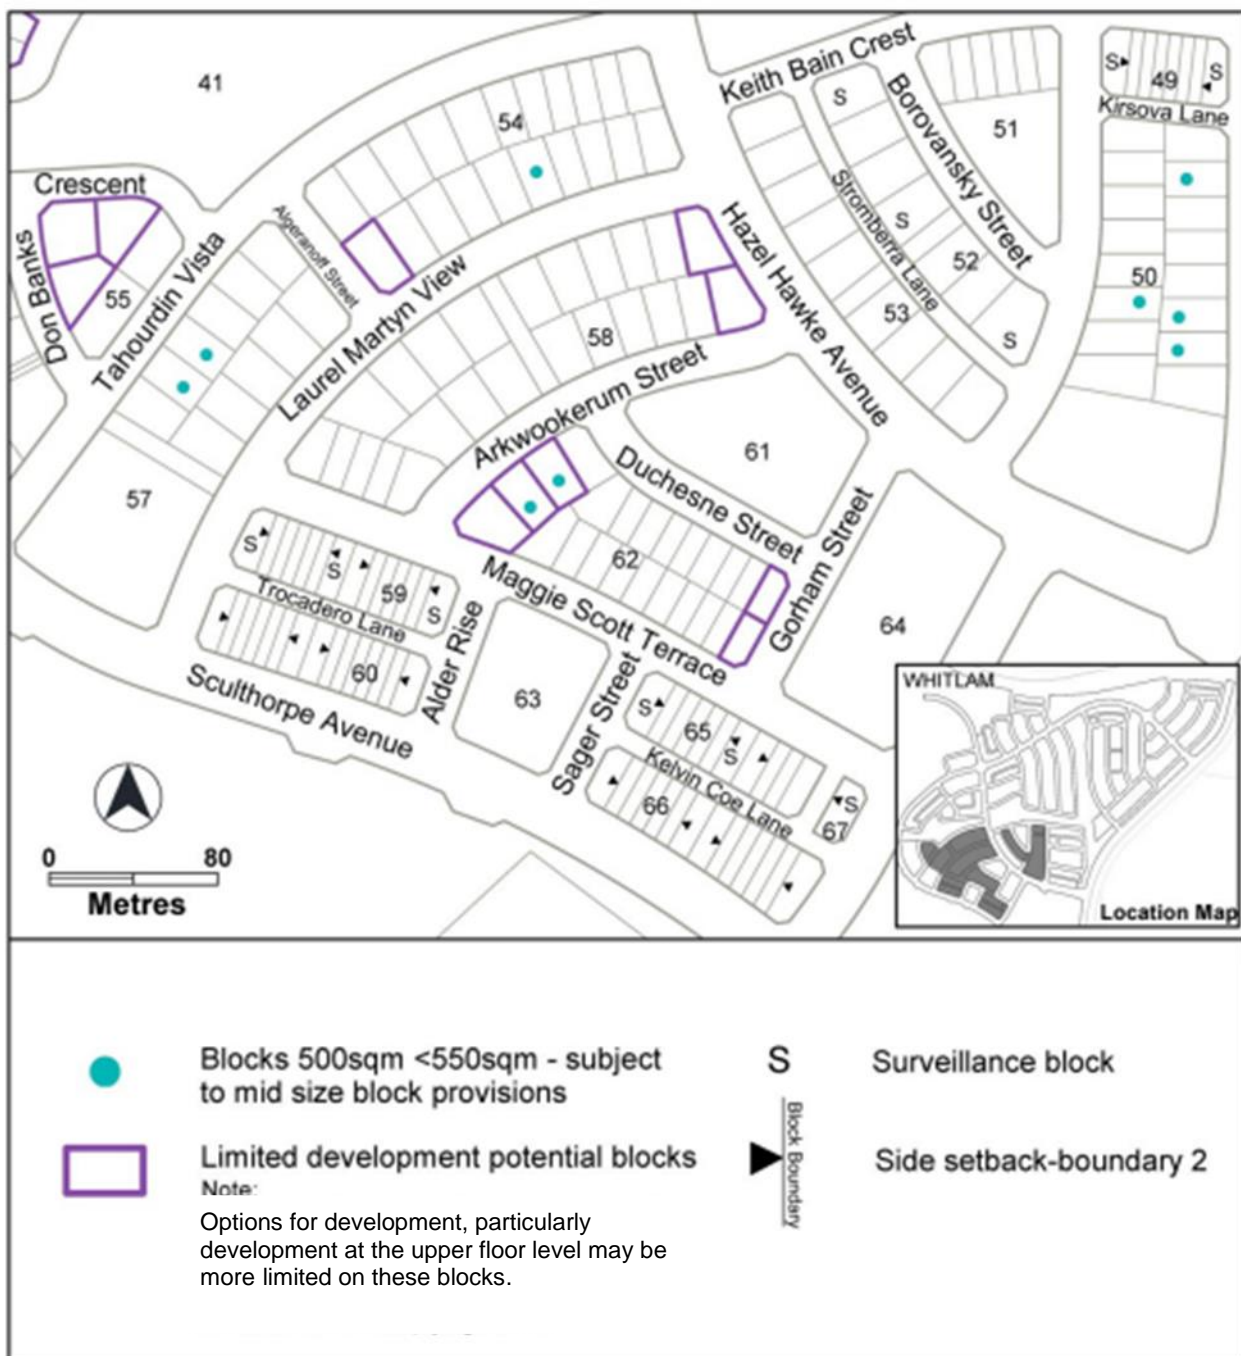 41
54
Keith Bain Crest
Borovansky Street
51
S
49
S
Kirsova Lane
S
Crescent
Don Banks
55
Tahourdin Vista
Algeranoff Street
Laurel Martyn View
58
Hazel Hawke Avenue
Stromberra Lane
S
52
53
S
50
Arkwookerum Street
61
Duchesne Street
57
62
Gorham Street
64
S
S
59
S
Trocadero Lane
60
Alder Rise
Maggie Scott Terrace
63
Sager Street
S
65
S
Kelvin Coe Lane
66
S
67
Sculthorpe Avenue
0 80
Metres
WHITLAM
Location Map
Blocks 500sqm <550sqm - subject
to mid size block provisions
S Surveillance block
Limited development potential blocks
Note:
Options for development, particularly
development at the upper floor level may be
more limited on these blocks.
Block Boundary
Side setback-boundary 2